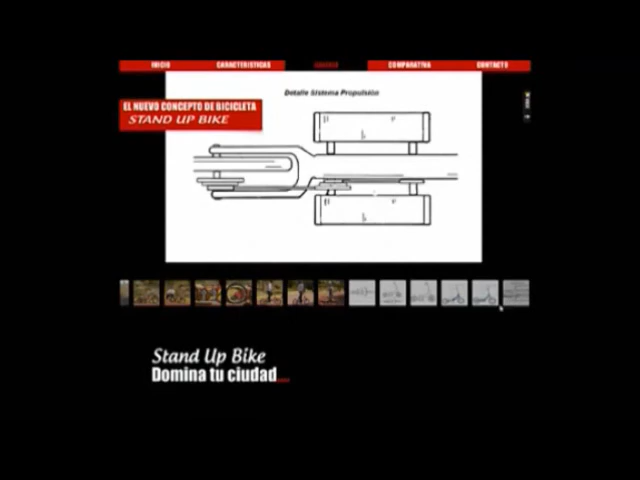 INICIO
CARACTERISTICAS
COMPARATIVA
CONTACTO
Detalle Sistema Propulsión
EL NUEVO CONCEPTO DE BICICLETA
STAND UP BIKE
Stand Up Bike
Domina tu ciudad